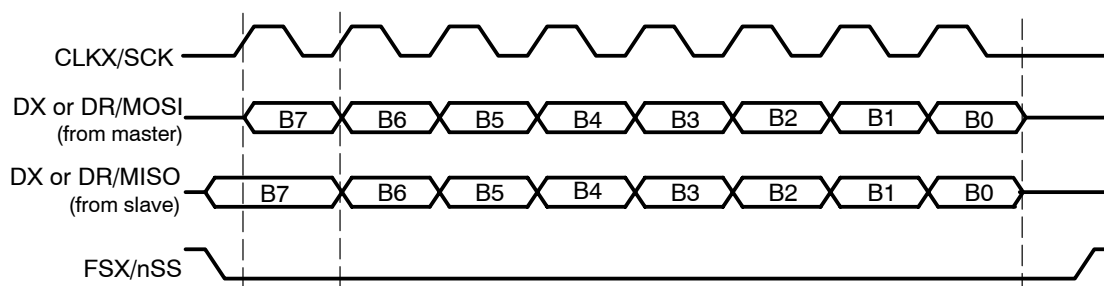 CLKX/SCK
DX or DR/MOSI
(from master)
B7 B6 B5 B4 B3 B2 B1 B0
DX or DR/MISO
(from slave)
B7 B6 B5 B4 B3 B2 B1 B0
FSX/nSS